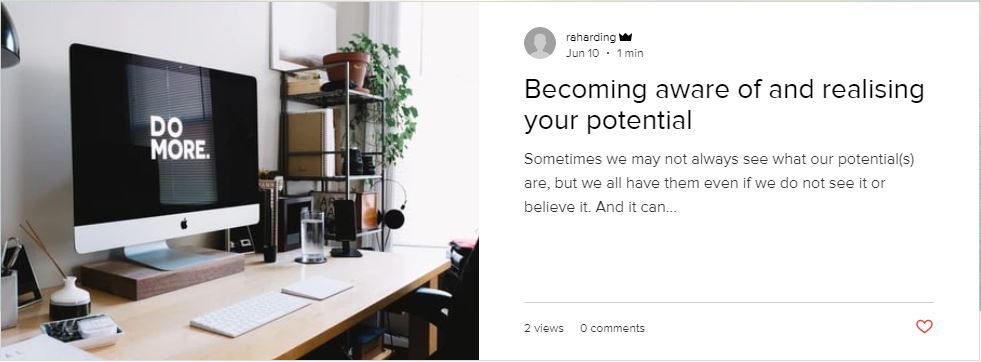 DO
MORE.
raharding
Jun 10 · 1 min
Becoming aware of and realising
your potential
Sometimes we may not always see what our potential(s)
are, but we all have them even if we do not see it or
believe it. And it can...
2 views 0 comments